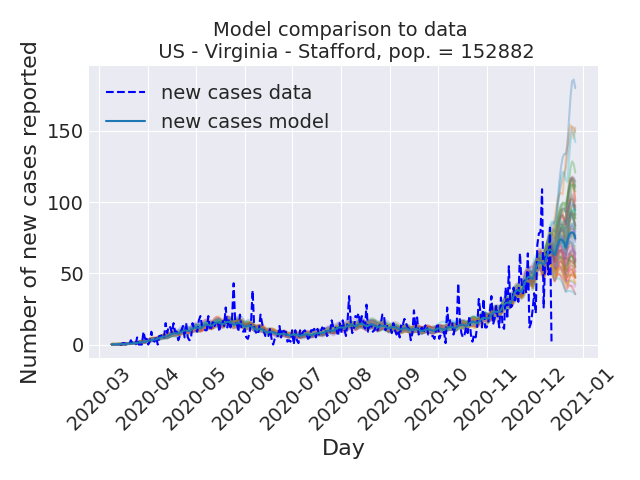 Model comparison to data
US - Virginia - Stafford, pop. = 152882
Number of new cases reported
new cases data
new cases model
150
100
50
0
2020-03
2020-04
2020-05
2020-06
2020-07
2020-08
2020-09
2020-10
2020-11
2020-12
2021-01
Day